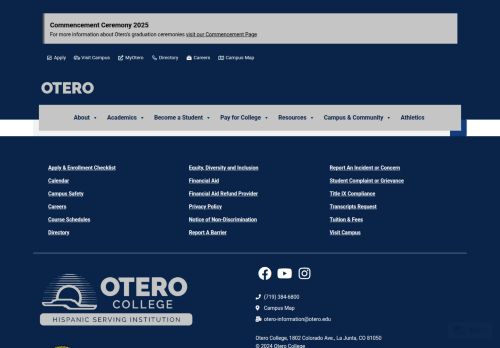 Commencement Ceremony 2025
For more information about Otero's graduation ceremonies visit our Commencement Page
Apply Visit Campus MyOtero Directory Careers Campus Map
OTERO
About Academics Become a Student Pay for College Resources Campus & Community Athletics
Apply & Enrollment Checklist Equity, Diversity and Inclusion Report An Incident or Concern
Calendar Financial Aid Student Complaint or Grievance
Campus Safety Financial Aid Refund Provider Title IX Compliance
Careers Privacy Policy Transcripts Request
Course Schedules Notice of Non-Discrimination Tuition & Fees
Directory Report A Barrier Visit Campus
OTERO
COLLEGE
HISPANIC SERVING INSTITUTION
(719) 384-6800
Campus Map
otero-information@otero.edu
Otero College, 1802 Colorado Ave., La Junta, CO 81050
© 2024 Otero College